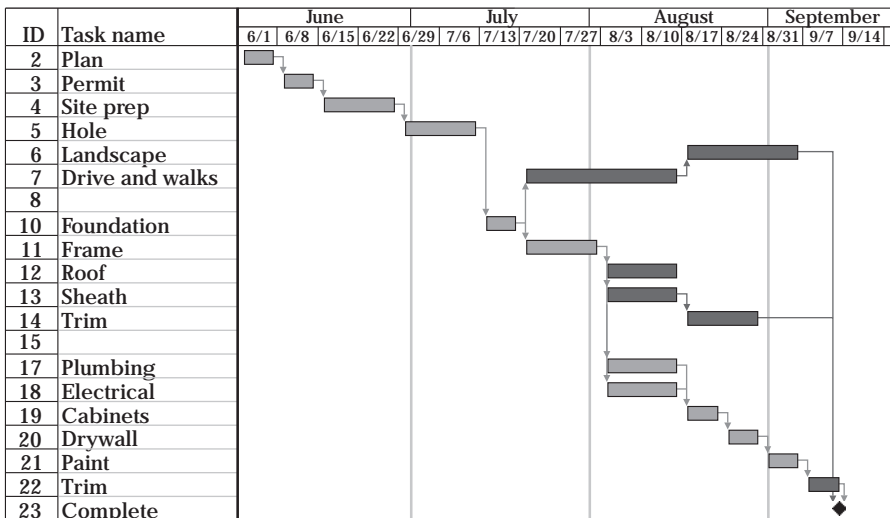 June July August September
ID Task name 6/1 6/8 6/15 6/22 6/29 7/6 7/13 7/20 7/27 8/3 8/10 8/17 8/24 8/31 9/7 9/14
2 Plan
3 Permit
4 Site prep
5 Hole
6 Landscape
7 Drive and walks
8
10 Foundation
11 Frame
12 Roof
13 Sheath
14 Trim
15
17 Plumbing
18 Electrical
19 Cabinets
20 Drywall
21 Paint
22 Trim
23 Complete